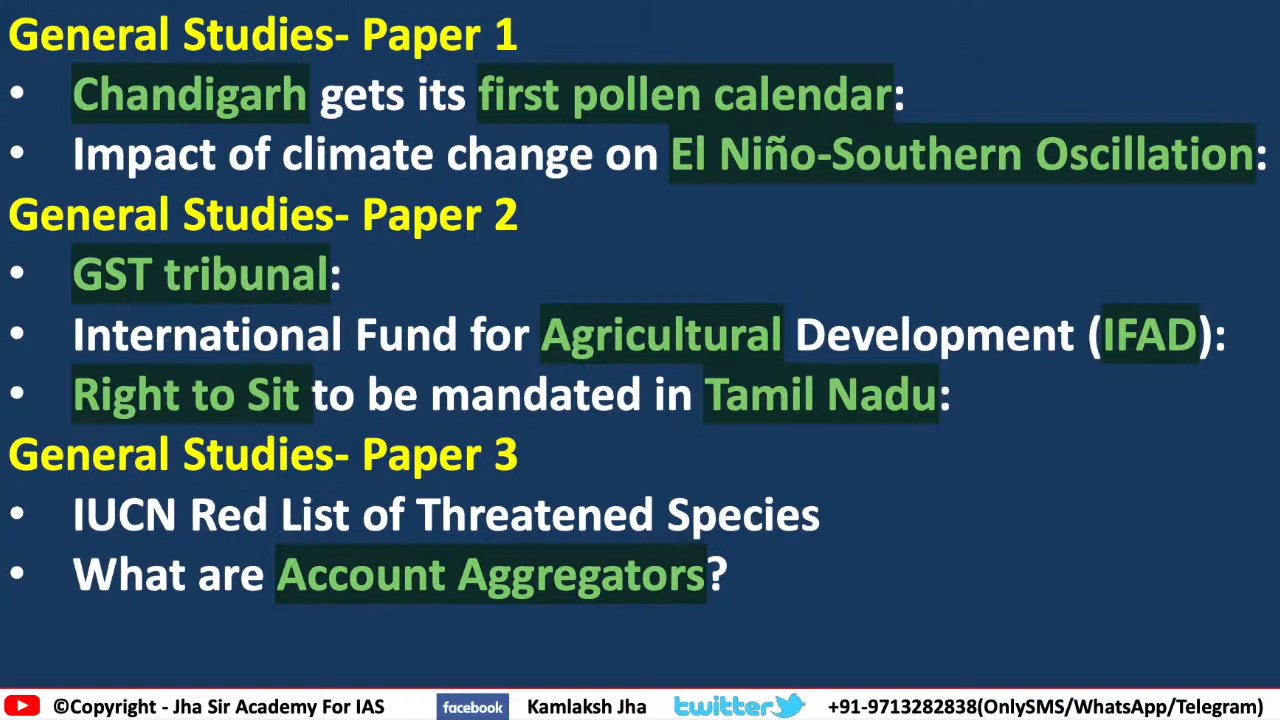 General Studies- Paper 1
• Chandigarh gets its first pollen calendar:
• Impact of climate change on El Niño-Southern Oscillation:
General Studies- Paper 2
• GST tribunal:
• International Fund for Agricultural Development (IFAD):
• Right to Sit to be mandated in Tamil Nadu:
General Studies- Paper 3
• IUCN Red List of Threatened Species
• What are Account Aggregators?
©Copyright - Jha Sir Academy For IAS facebook Kamlaksh Jha twitter +91-9713282838(OnlySMS/WhatsApp/Telegram)